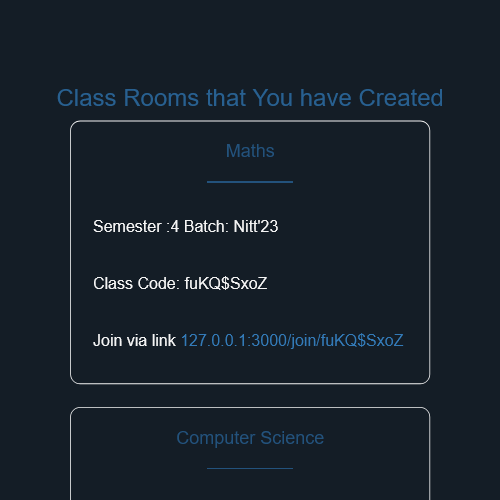 Class Rooms that You have Created
Maths
Semester :4 Batch: Nitt'23
Class Code: fuKQ$SxoZ
Join via link 127.0.0.1:3000/join/fuKQ$SxoZ
Computer Science